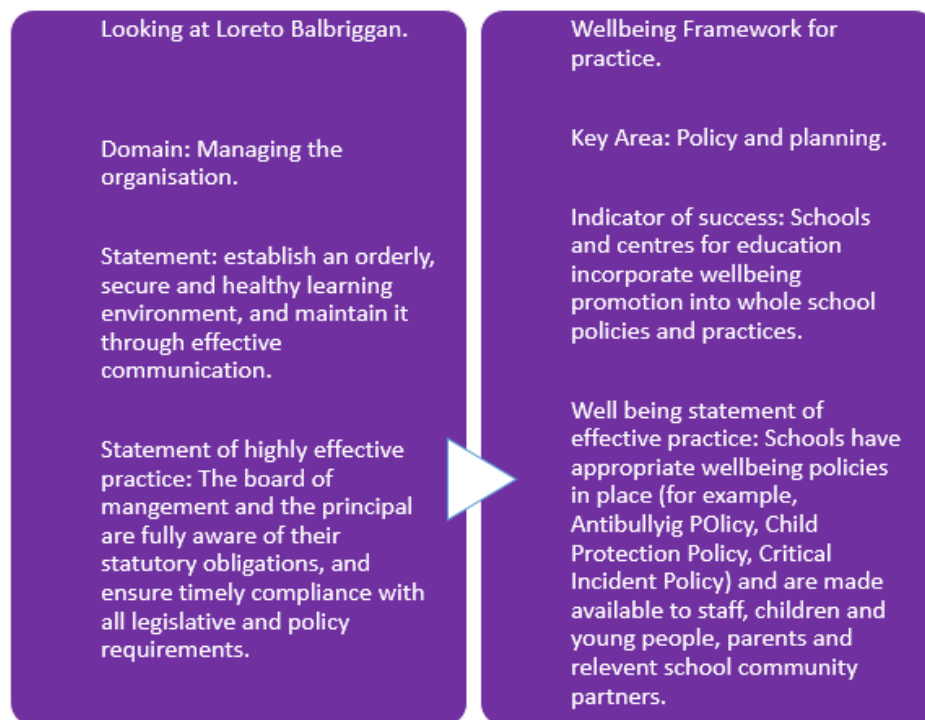 Looking at Loreto Balbriggan.
Domain: Managing the
organisation.
Statement: establish an orderly,
secure and healthy learning
environment, and maintain it
through effective
communication.
Statement of highly effective
practice: The board of
mangement and the principal
are fully aware of their
statutory obligations, and
ensure timely compliance with
all legislative and policy
requirements.
Wellbeing Framework for
practice.
Key Area: Policy and planning.
Indicator of success: Schools
and centres for education
incorporate wellbeing
promotion into whole school
policies and practices.
Well being statement of
effective practice: Schools have
appropriate wellbeing policies
in place (for example,
Antibullyig POlicy, Child
Protection Policy, Critical
Incident Policy) and are made
available to staff, children and
young people, parents and
relevent school community
partners.